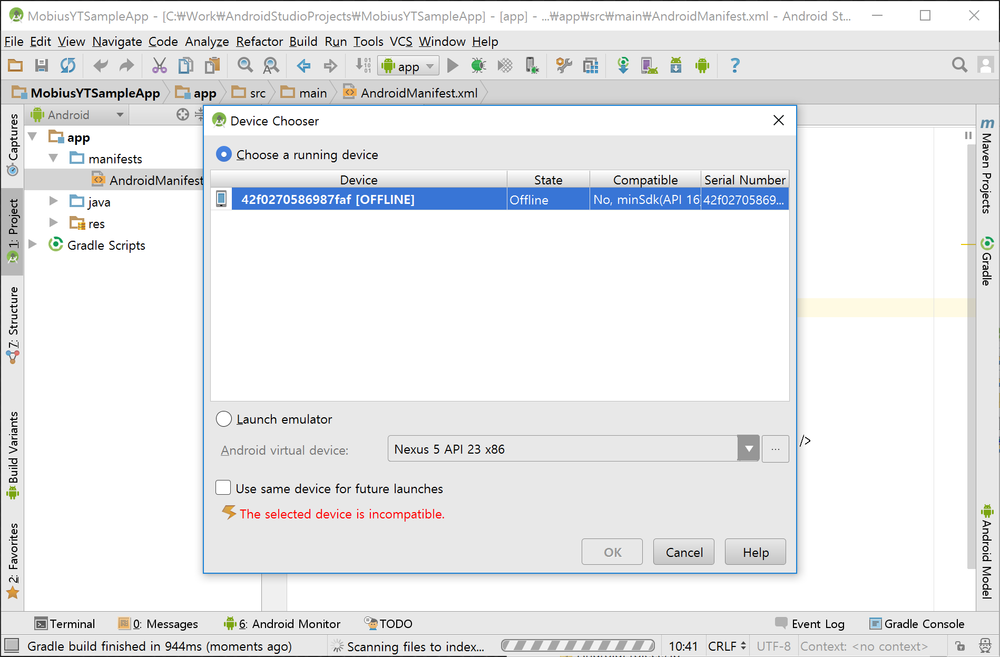 MobiusYTSampleApp - [C:₩Work₩AndroidStudioProjects₩MobiusYTSampleApp] - [app] - ...₩app₩src₩main₩AndroidManifest.xml - Android St...
File Edit View Navigate Code Analyze Refactor Build Run Tools VCS Window Help
app
MobiusYTSampleApp app src main AndroidManifest.xml
Captures
1: Project
7: Structure
Build Variants
2: Favorites
Android
app
manifests
AndroidManifest
java
res
Gradle Scripts
Device Chooser
Choose a running device
Device State Compatible Serial Number
42f0270586987faf [OFFLINE] Offline No, minSdk(API 16) 42f02705869...
Launch emulator
Android virtual device: Nexus 5 API 23 x86 ...
Use same device for future launches
The selected device is incompatible.
OK Cancel Help
/>
m Maven Projects
Gradle
Android Model
Terminal 0: Messages 6: Android Monitor TODO Event Log Gradle Console
Gradle build finished in 944ms (moments ago) Scanning files to index... 10:41 CRLF UTF-8 Context: <no context>